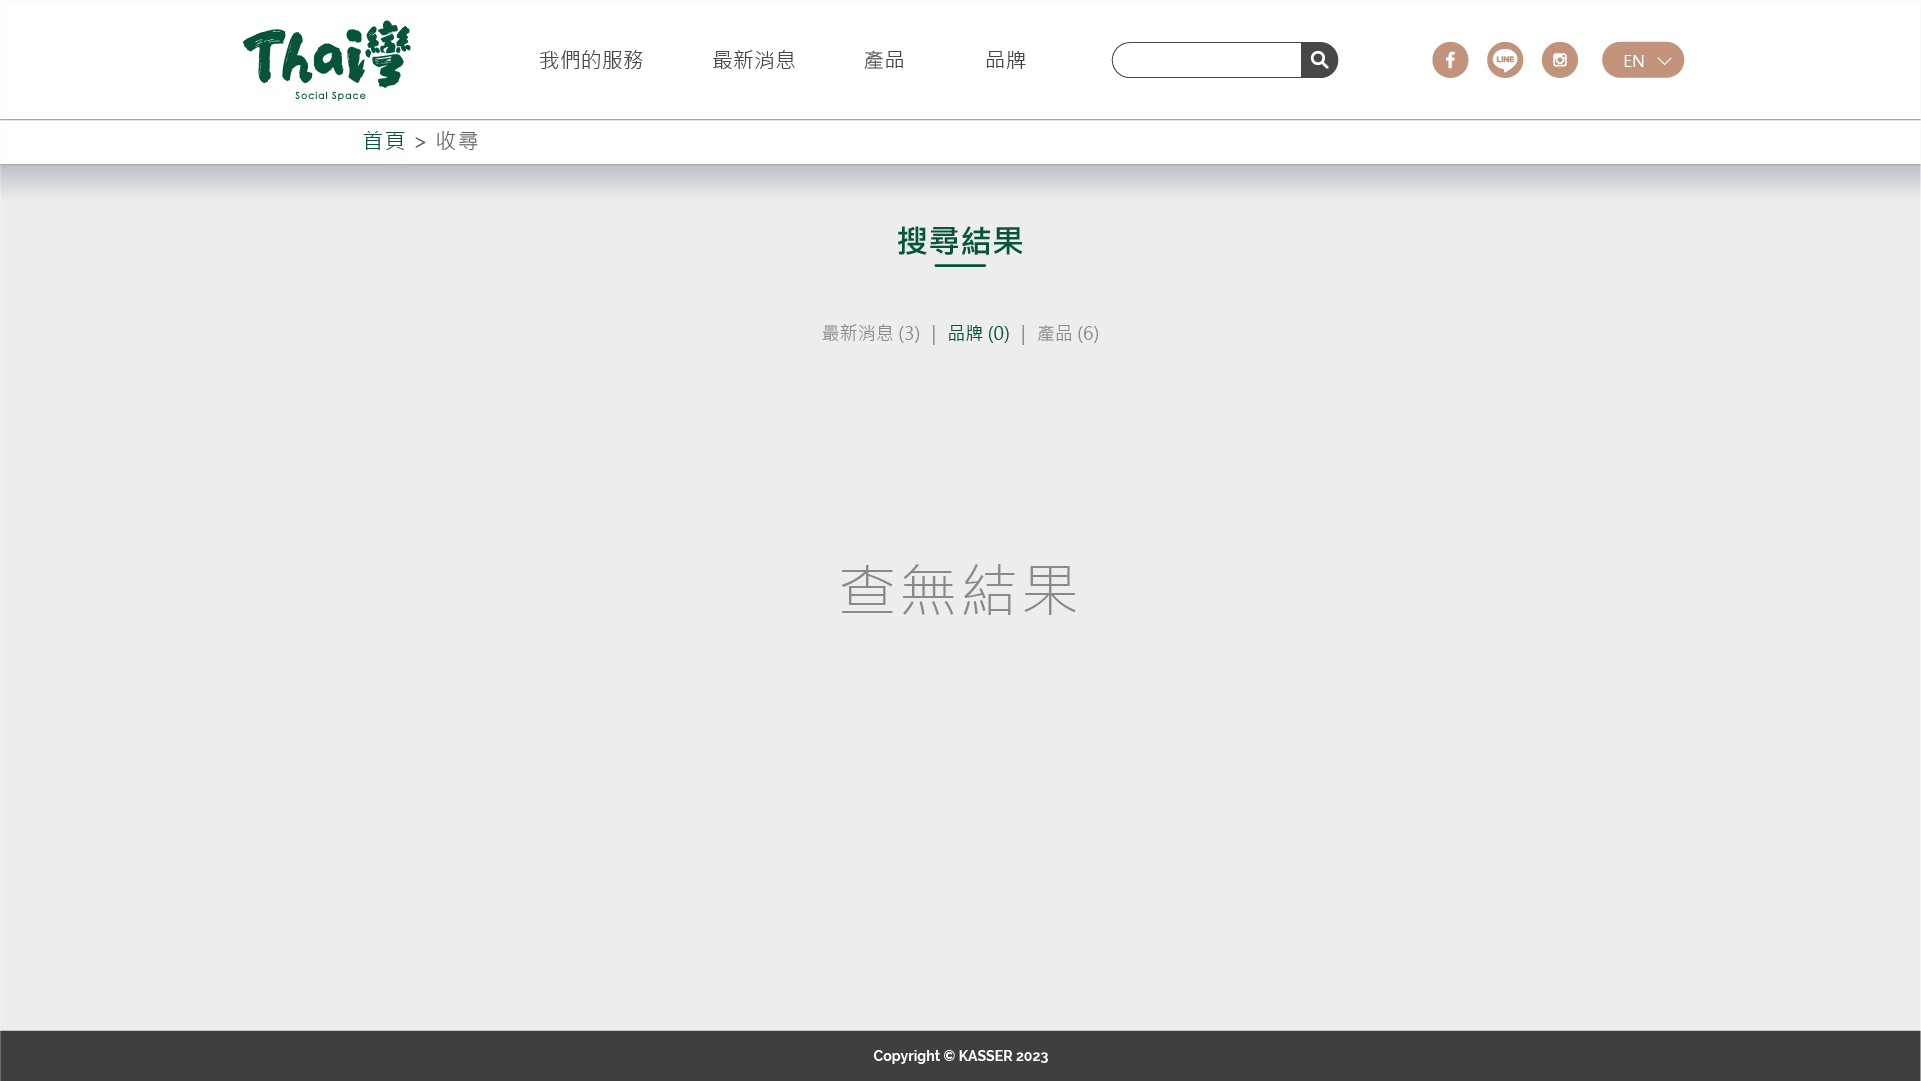 Thai灣
Social Space
我們的服務 最新消息 產品 品牌
LINE
EN
首頁 > 收尋
搜尋結果
最新消息 (3) | 品牌 (0) | 產品 (6)
查無結果
Copyright © KASSER 2023